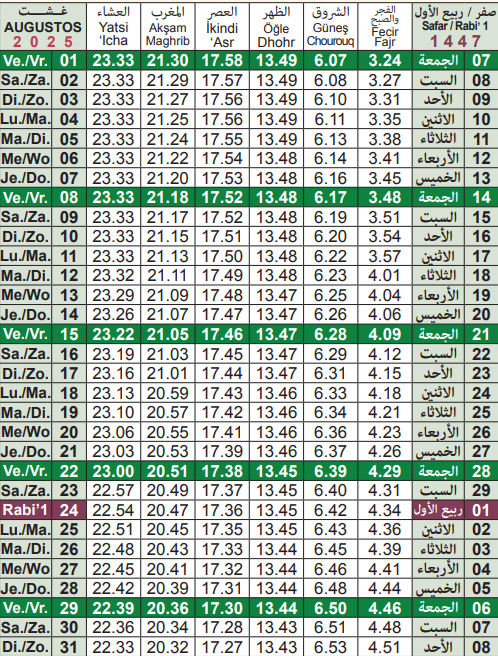 غشــــت
AUGUSTOS
2 0 2 5
العشاء
Yatsi
'Icha
المغرب
Akşam
Maghrib
العصر
İkindi
‘Asr
الظهر
Öğle
Dhohr
الشروق
Güneş
Chourouq
الفجر
والصبح
Fecir
Fajr
صفر / ربيع الأول
Safar / Rabi’ 1
1 4 4 7
Ve./Vr. 01 23.33 21.30 17.58 13.49 6.07 3.24 الجمعة 07
Sa./Za. 02 23.33 21.29 17.57 13.49 6.08 3.27 السبت 08
Di./Zo. 03 23.33 21.27 17.56 13.49 6.10 3.31 الأحد 09
Lu./Ma. 04 23.33 21.25 17.56 13.49 6.11 3.35 الاثنين 10
Ma./Di. 05 23.33 21.24 17.55 13.49 6.13 3.38 الثلاثاء 11
Me/Wo 06 23.33 21.22 17.54 13.48 6.14 3.41 الأربعاء 12
Je./Do. 07 23.33 21.20 17.53 13.48 6.16 3.45 الخميس 13
Ve./Vr. 08 23.33 21.18 17.52 13.48 6.17 3.48 الجمعة 14
Sa./Za. 09 23.33 21.17 17.52 13.48 6.19 3.51 السبت 15
Di./Zo. 10 23.33 21.15 17.51 13.48 6.20 3.54 الأحد 16
Lu./Ma. 11 23.33 21.13 17.50 13.48 6.22 3.57 الاثنين 17
Ma./Di. 12 23.32 21.11 17.49 13.48 6.23 4.01 الثلاثاء 18
Me/Wo 13 23.29 21.09 17.48 13.47 6.25 4.04 الأربعاء 19
Je./Do. 14 23.26 21.07 17.47 13.47 6.26 4.06 الخميس 20
Ve./Vr. 15 23.22 21.05 17.46 13.47 6.28 4.09 الجمعة 21
Sa./Za. 16 23.19 21.03 17.45 13.47 6.29 4.12 السبت 22
Di./Zo. 17 23.16 21.01 17.44 13.47 6.31 4.15 الأحد 23
Lu./Ma. 18 23.13 20.59 17.43 13.46 6.33 4.18 الاثنين 24
Ma./Di. 19 23.10 20.57 17.42 13.46 6.34 4.21 الثلاثاء 25
Me/Wo 20 23.06 20.55 17.41 13.46 6.36 4.23 الأربعاء 26
Je./Do. 21 23.03 20.53 17.39 13.46 6.37 4.26 الخميس 27
Ve./Vr. 22 23.00 20.51 17.38 13.45 6.39 4.29 الجمعة 28
Sa./Za. 23 22.57 20.49 17.37 13.45 6.40 4.31 السبت 29
Rabi’1 24 22.54 20.47 17.36 13.45 6.42 4.34 ربيع الأول 01
Lu./Ma. 25 22.51 20.45 17.35 13.45 6.43 4.36 الاثنين 02
Ma./Di. 26 22.48 20.43 17.33 13.44 6.45 4.39 الثلاثاء 03
Me/Wo 27 22.45 20.41 17.32 13.44 6.46 4.41 الأربعاء 04
Je./Do. 28 22.42 20.39 17.31 13.44 6.48 4.44 الخميس 05
Ve./Vr. 29 22.39 20.36 17.30 13.44 6.50 4.46 الجمعة 06
Sa./Za. 30 22.36 20.34 17.28 13.43 6.51 4.48 السبت 07
Di./Zo. 31 22.33 20.32 17.27 13.43 6.53 4.51 الأحد 08